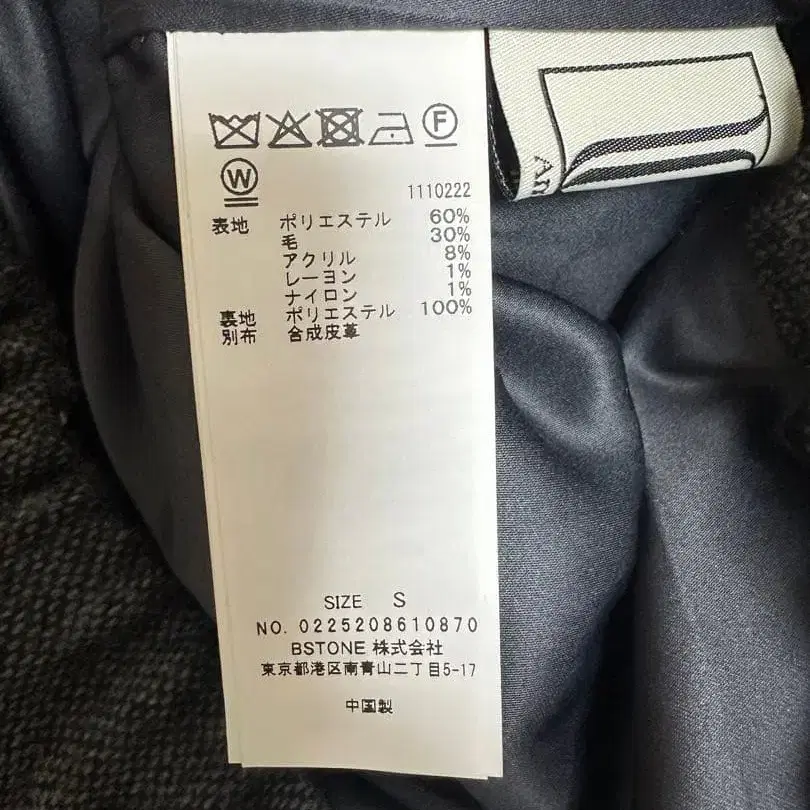 F
W
1110222
表地 ポリエステル 60%
毛 30%
アクリル 8%
レーヨン 1%
ナイロン 1%
裏地 ポリエステル 100%
別布 合成皮革
SIZE S
NO. 0225208610870
BSTONE 株式会社
東京都港区南青山二丁目5-17
中国製